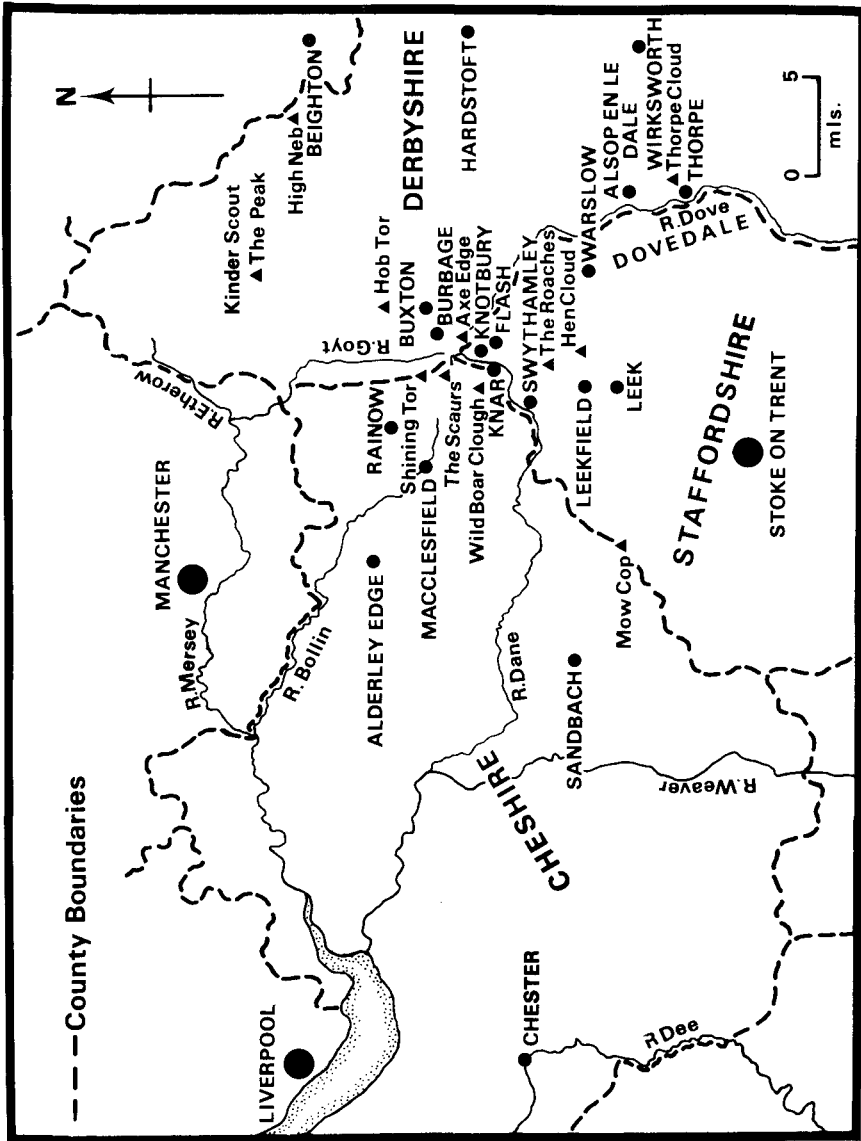 — — — County Boundaries
N
LIVERPOOL
MANCHESTER
R.Mersey
R.Etherow
R. Bollin
Kinder Scout
The Peak
High Neb
BEIGHTON
DERBYSHIRE
Hob Tor
BUXTON
BURBAGE
Axe Edge
KNOTBURY
FLASH
HARDSTOFT
R.Goyt
RAINOW
Shining Tor
MACCLESFIELD
The Scaurs
Wild Boar Clough
KNAR
ALDERLEY EDGE
SWYTHAMLEY
The Roaches
Hen Cloud
WARSLOW
ALSOP EN LE
DALE
WIRKSWORTH
Thorpe Cloud
THORPE
R.Dove
DOVEDALE
LEEKFIELD
LEEK
R.Dane
CHESHIRE
SANDBACH
Mow Cop
STAFFORDSHIRE
STOKE ON TRENT
R.Weaver
CHESTER
R Dee
0 5
mls.